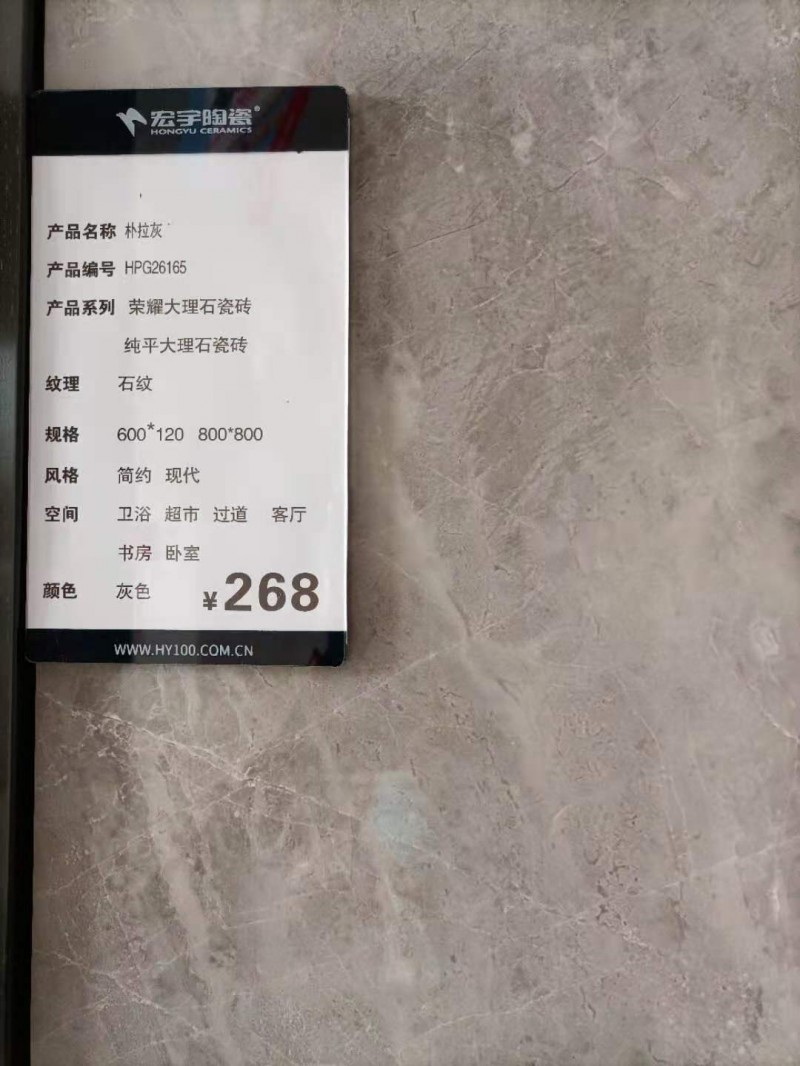 宏宇陶瓷®
HONGYU CERAMICS
产品名称 朴拉灰
产品编号 HPG26165
产品系列 荣耀大理石瓷砖
纯平大理石瓷砖
纹理 石纹
规格 600*120 800*800
风格 简约 现代
空间 卫浴 超市 过道 客厅
书房 卧室
颜色 灰色 ¥268
WWW.HY100.COM.CN